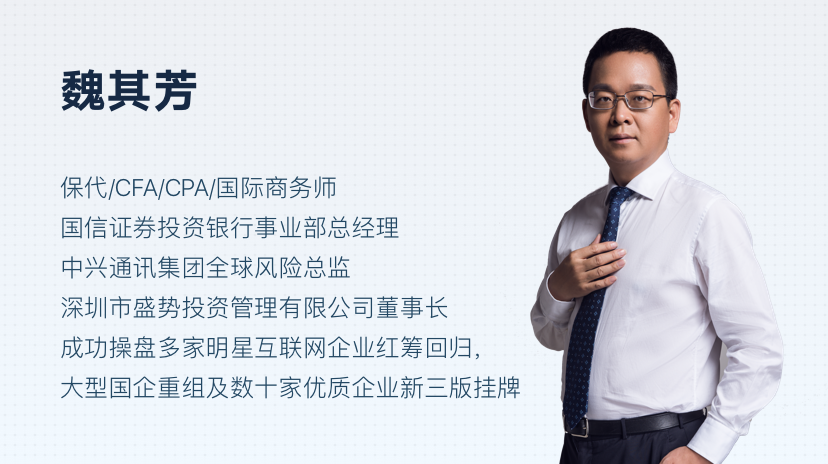 魏其芳
保代/CFA/CPA/国际商务师
国信证券投资银行事业部总经理
中兴通讯集团全球风险总监
深圳市盛势投资管理有限公司董事长
成功操盘多家明星互联网企业红筹回归,
大型国企重组及数十家优质企业新三版挂牌